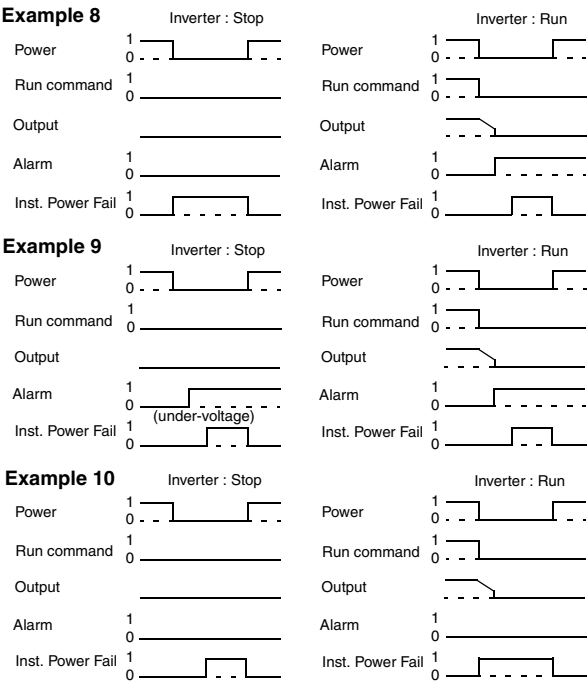 Example 8
Inverter : Stop
Power 1 0
Run command 1 0
Output
Alarm 1 0
Inst. Power Fail 1 0
Inverter : Run
Power 1 0
Run command 1 0
Output
Alarm 1 0
Inst. Power Fail 1 0
Example 9
Inverter : Stop
Power 1 0
Run command 1 0
Output
Alarm 1 0
(under-voltage)
Inst. Power Fail 1 0
Inverter : Run
Power 1 0
Run command 1 0
Output
Alarm 1 0
Inst. Power Fail 1 0
Example 10
Inverter : Stop
Power 1 0
Run command 1 0
Output
Alarm 1 0
Inst. Power Fail 1 0
Inverter : Run
Power 1 0
Run command 1 0
Output
Alarm 1 0
Inst. Power Fail 1 0